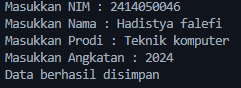 Masukkan NIM : 2414050046
Masukkan Nama : Hadistya falefi
Masukkan Prodi : Teknik komputer
Masukkan Angkatan : 2024
Data berhasil disimpan